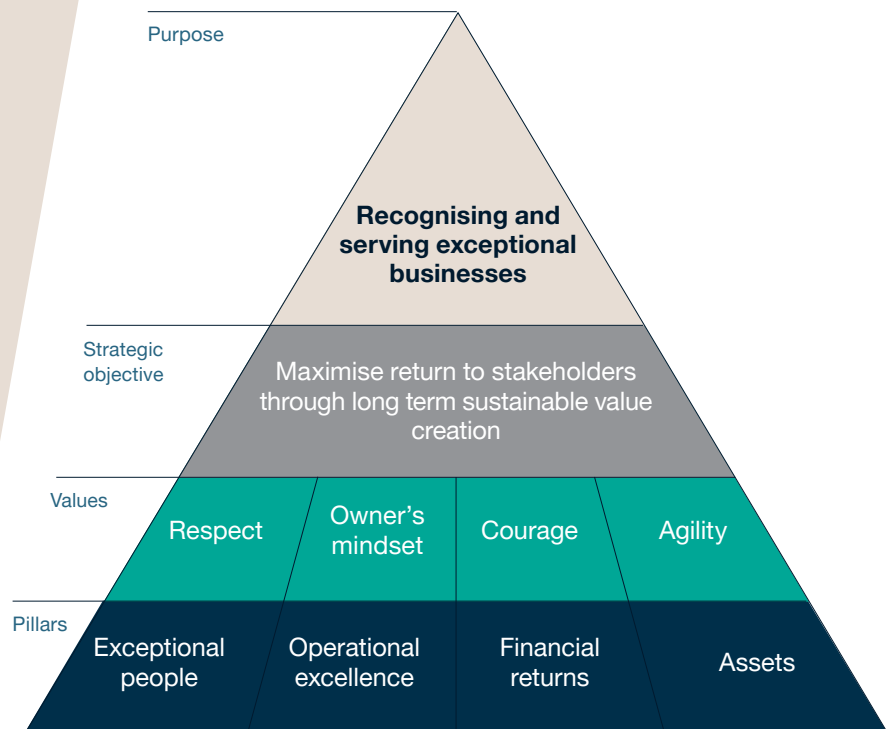 Purpose
Recognising and
serving exceptional
businesses
Strategic
objective
Maximise return to stakeholders
through long term sustainable value
creation
Values
Respect
Owner's
mindset
Courage
Agility
Pillars
Exceptional
people
Operational
excellence
Financial
returns
Assets